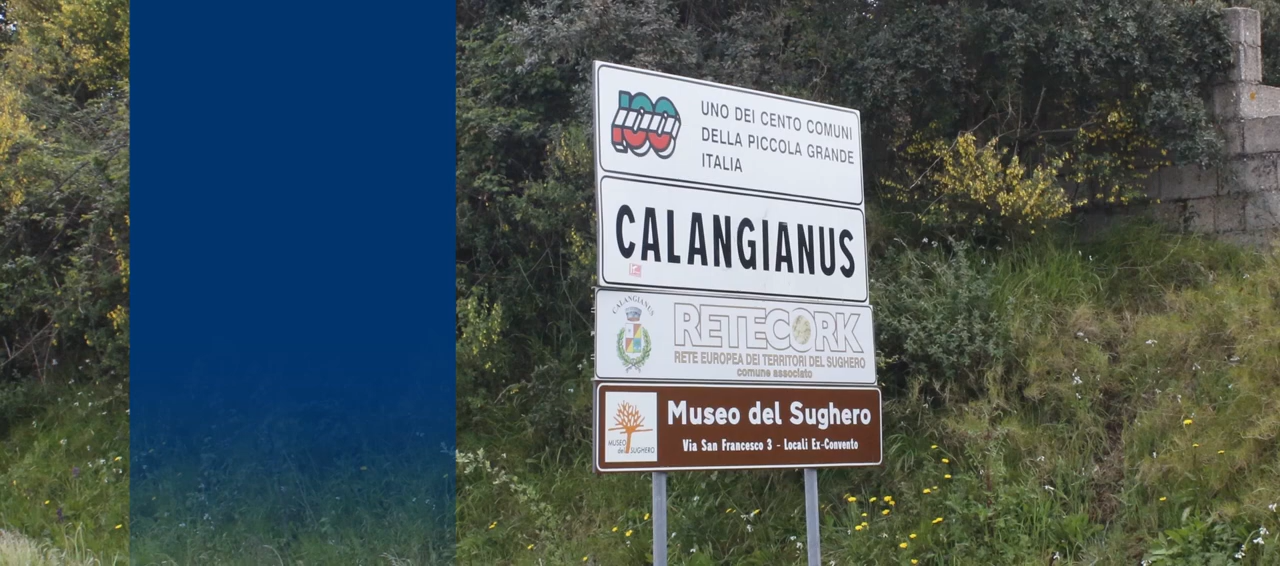 100
UNO DEI CENTO COMUNI
DELLA PICCOLA GRANDE
ITALIA
CALANGIANUS
CALANGIANUS
RETECORK
RETE EUROPEA DEI TERRITORI DEL SUGHERO
comune associato
Museo del Sughero
MUSEO
del SUGHERO
Via San Francesco 3 - Locali Ex-Convento